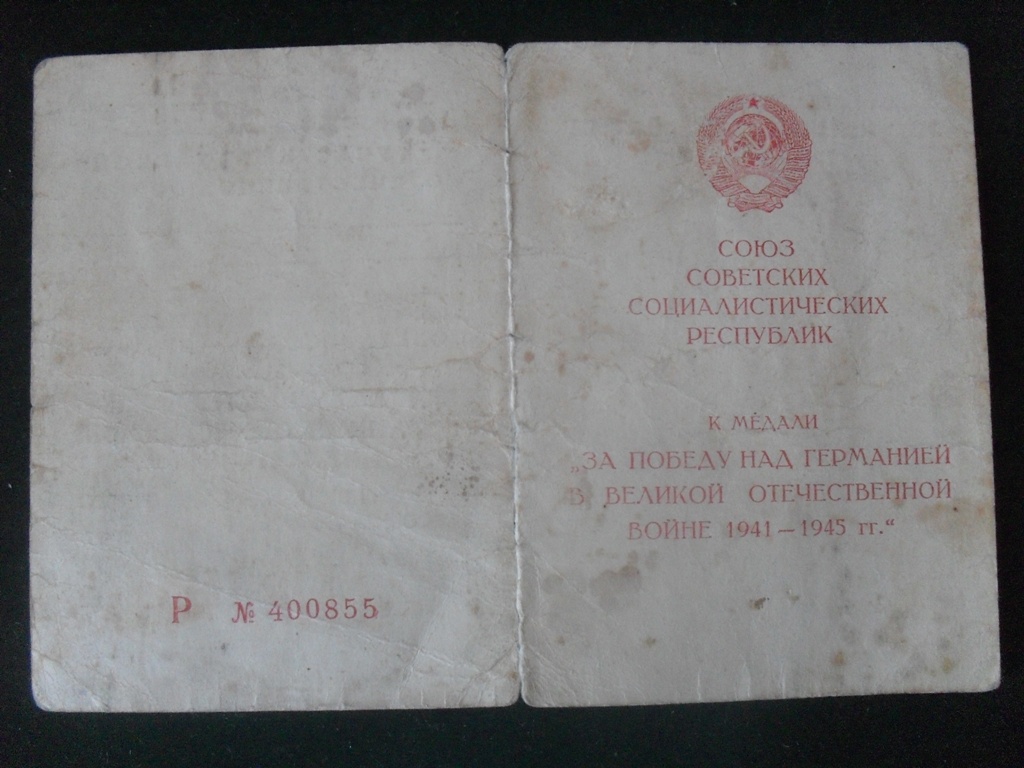 Р № 400855
СОЮЗ
СОВЕТСКИХ
СОЦИАЛИСТИЧЕСКИХ
РЕСПУБЛИК
К МЕДАЛИ
„ЗА ПОБЕДУ НАД ГЕРМАНИЕЙ
В ВЕЛИКОЙ ОТЕЧЕСТВЕННОЙ
ВОЙНЕ 1941 — 1945 гг.“